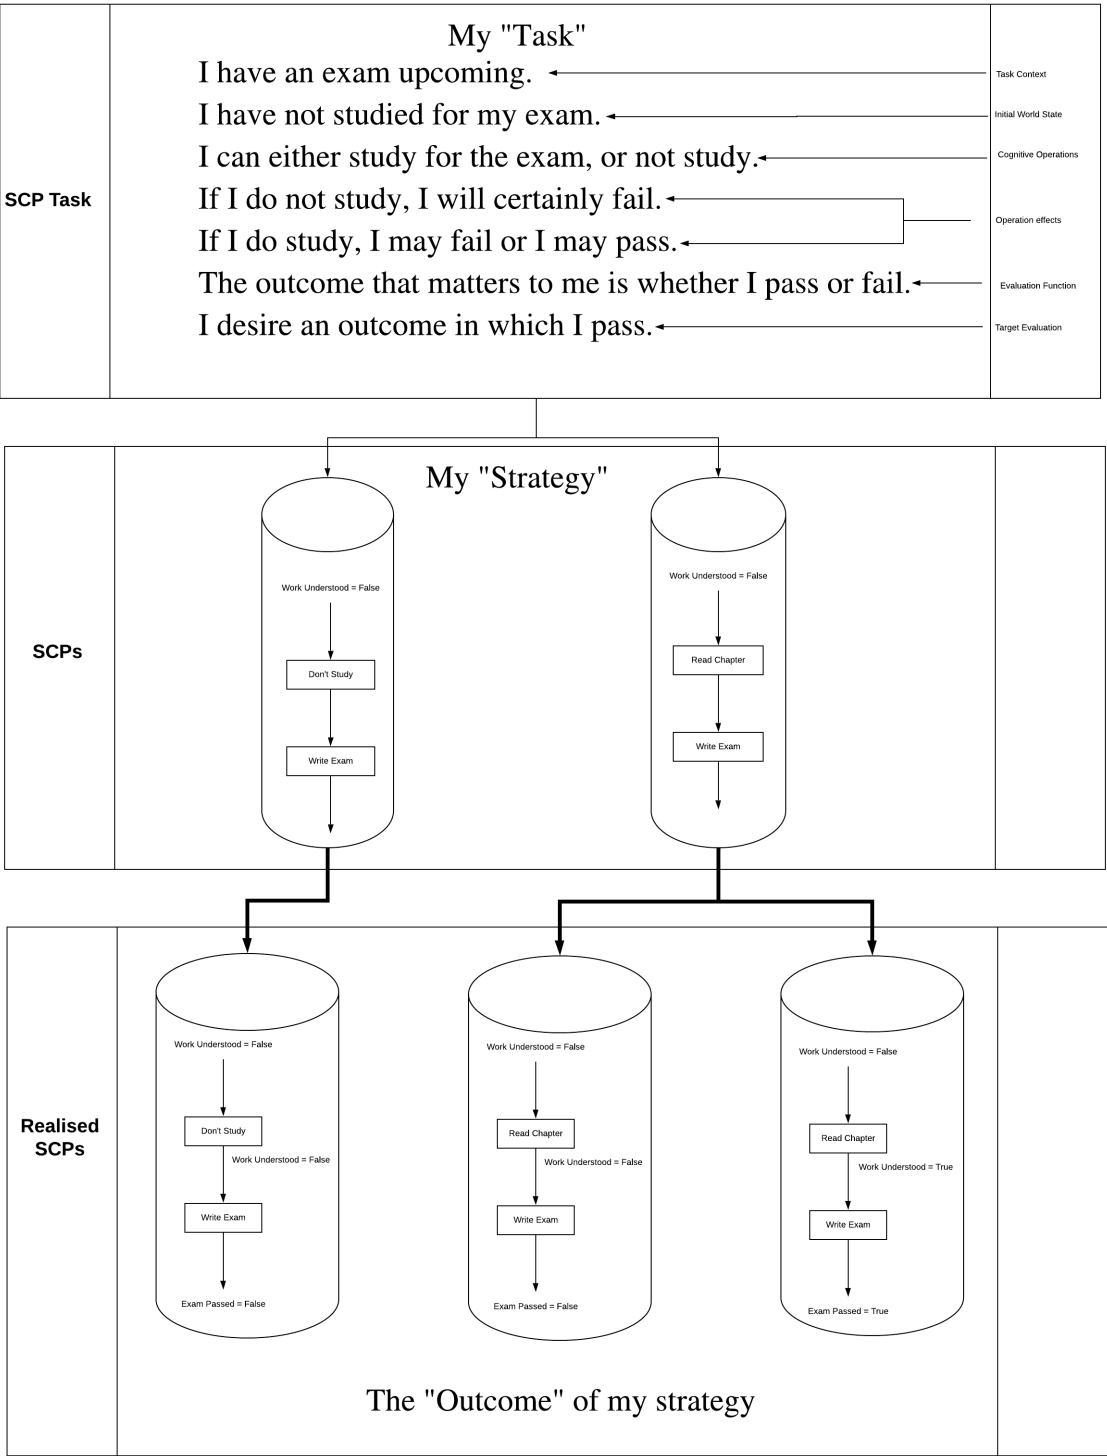 My "Task"
I have an exam upcoming.
Task Context
I have not studied for my exam.
Initial World State
I can either study for the exam, or not study.
Cognitive Operations
SCP Task
If I do not study, I will certainly fail.
Operation effects
If I do study, I may fail or I may pass.
The outcome that matters to me is whether I pass or fail.
Evaluation Function
I desire an outcome in which I pass.
Target Evaluation
My "Strategy"
SCPs
Work Understood = False
Don't Study
Write Exam
Work Understood = False
Read Chapter
Write Exam
Realised
SCPs
Work Understood = False
Don't Study
Work Understood = False
Write Exam
Exam Passed = False
Work Understood = False
Read Chapter
Work Understood = False
Write Exam
Exam Passed = False
Work Understood = False
Read Chapter
Work Understood = True
Write Exam
Exam Passed = True
The "Outcome" of my strategy